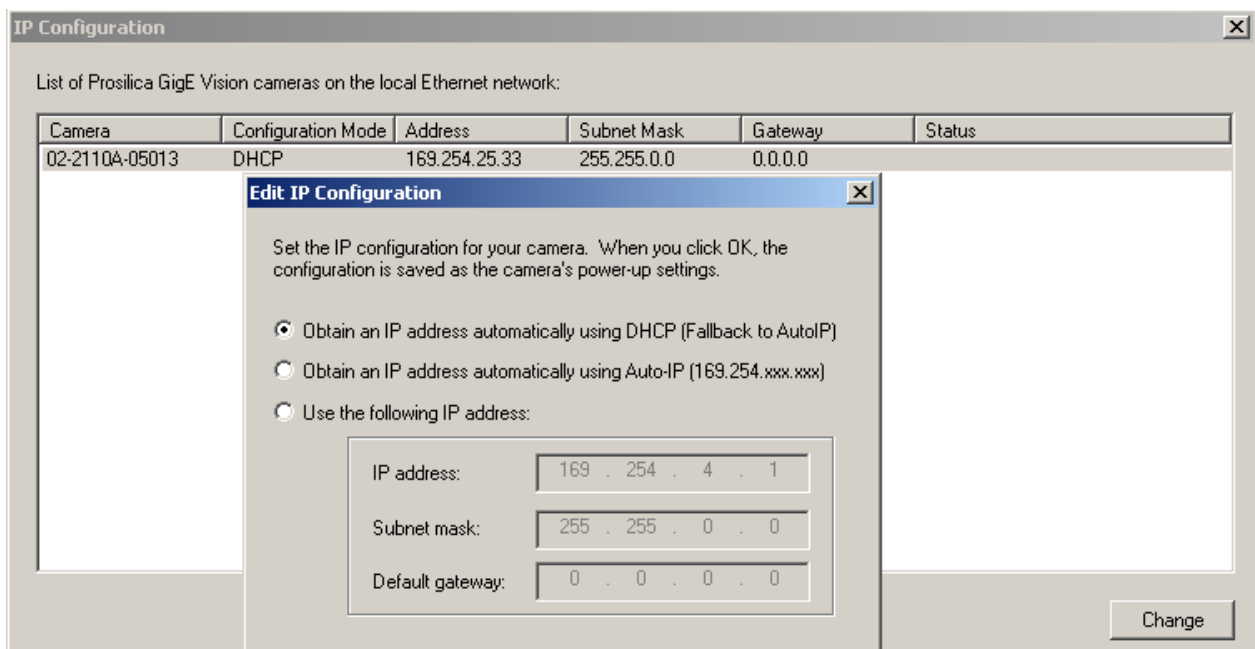 IP Configuration
List of Prosilica GigE Vision cameras on the local Ethernet network:
Camera Configuration Mode Address Subnet Mask Gateway Status
02-2110A-05013 DHCP 169.254.25.33 255.255.0.0 0.0.0.0
Edit IP Configuration
Set the IP configuration for your camera. When you click OK, the
configuration is saved as the camera's power-up settings.
Obtain an IP address automatically using DHCP (Fallback to AutoIP)
Obtain an IP address automatically using Auto-IP (169.254.xxx.xxx)
Use the following IP address:
IP address: 169 . 254 . 4 . 1
Subnet mask: 255 . 255 . 0 . 0
Default gateway: 0 . 0 . 0 . 0
Change